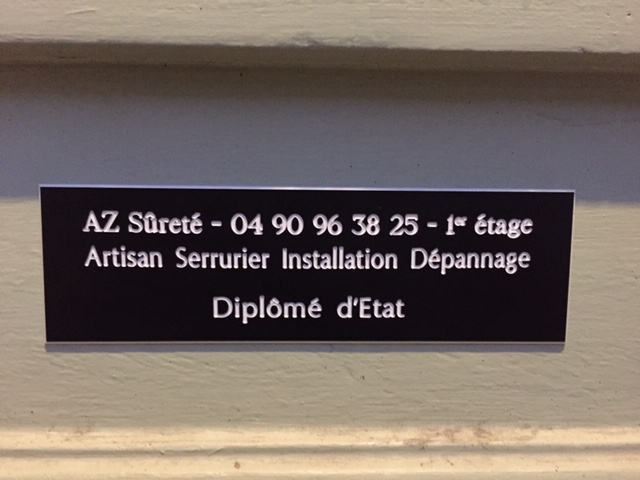 AZ Sûreté - 04 90 96 38 25 - 1er étage
Artisan Serrurier Installation Dépannage
Diplômé d'Etat